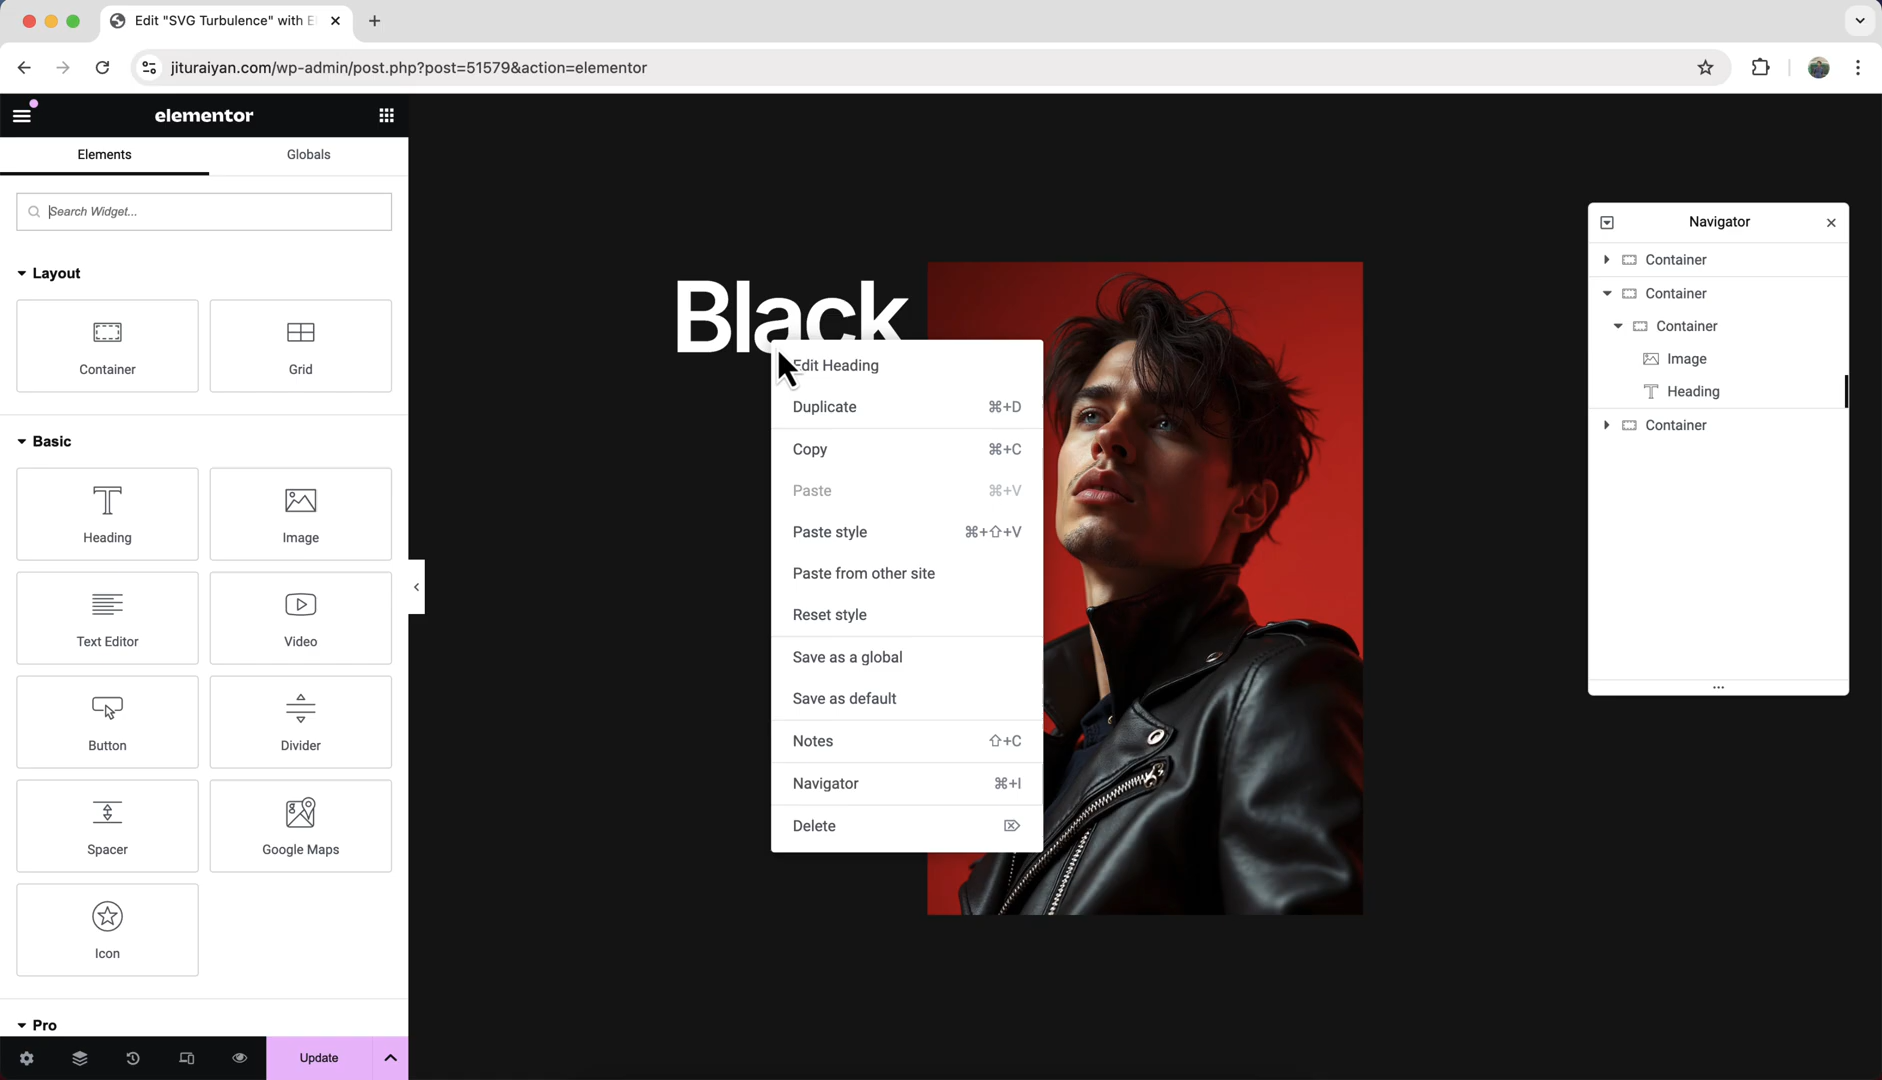 Edit "SVG Turbulence" with El
jituraiyan.com/wp-admin/post.php?post=51579&action=elementor
elementor
Elements
Globals
Search Widget...
Layout
Container
Grid
Basic
Heading
Image
Text Editor
Video
Button
Divider
Spacer
Google Maps
Icon
Pro
Update
Black
Edit Heading
Duplicate ⌘+D
Copy ⌘+C
Paste ⌘+V
Paste style ⌘+⇧+V
Paste from other site
Reset style
Save as a global
Save as default
Notes ⇧+C
Navigator ⌘+I
Delete ⌦
Navigator
Container
Container
Container
Image
Heading
Container